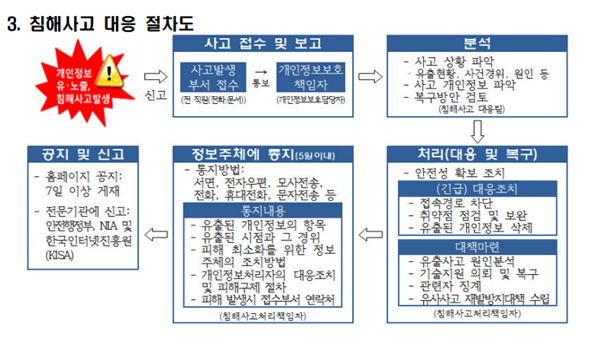 3. 침해사고 대응 절차도
개인정보
유·노출,
침해사고발생
신고
사고 접수 및 보고
사고발생
부서 접수
(전 직원(전화,문서))
→
통보
개인정보보호
책임자
(개인정보보호담당자)
분석
- 사고 상황 파악
· 유출현황, 사건경위, 원인 등
- 사고 개인정보 파악
- 복구방안 검토
(침해사고 대응팀)
처리(대응 및 복구)
- 안전성 확보 조치
(긴급) 대응조치
- 접속경로 차단
- 취약점 점검 및 보완
- 유출된 개인정보 삭제
대책마련
- 유출사고 원인분석
- 기술지원 의뢰 및 복구
- 관련자 징계
- 유사사고 재발방지대책 수립
(침해사고처리책임자)
정보주체에 통지(5일이내)
- 통지방법:
서면, 전자우편, 모사전송,
전화, 휴대전화, 문자전송 등
통지내용
- 유출된 개인정보의 항목
- 유출된 시점과 그 경위
- 피해 최소화를 위한 정보
주체의 조치방법
- 개인정보처리자의 대응조치
및 피해구제 절차
- 피해 발생시 접수부서 연락처
(침해사고처리책임자)
공지 및 신고
- 홈페이지 공지:
7일 이상 게재
- 전문기관에 신고:
안전행정부, NIA 및
한국인터넷진흥원
(KISA)